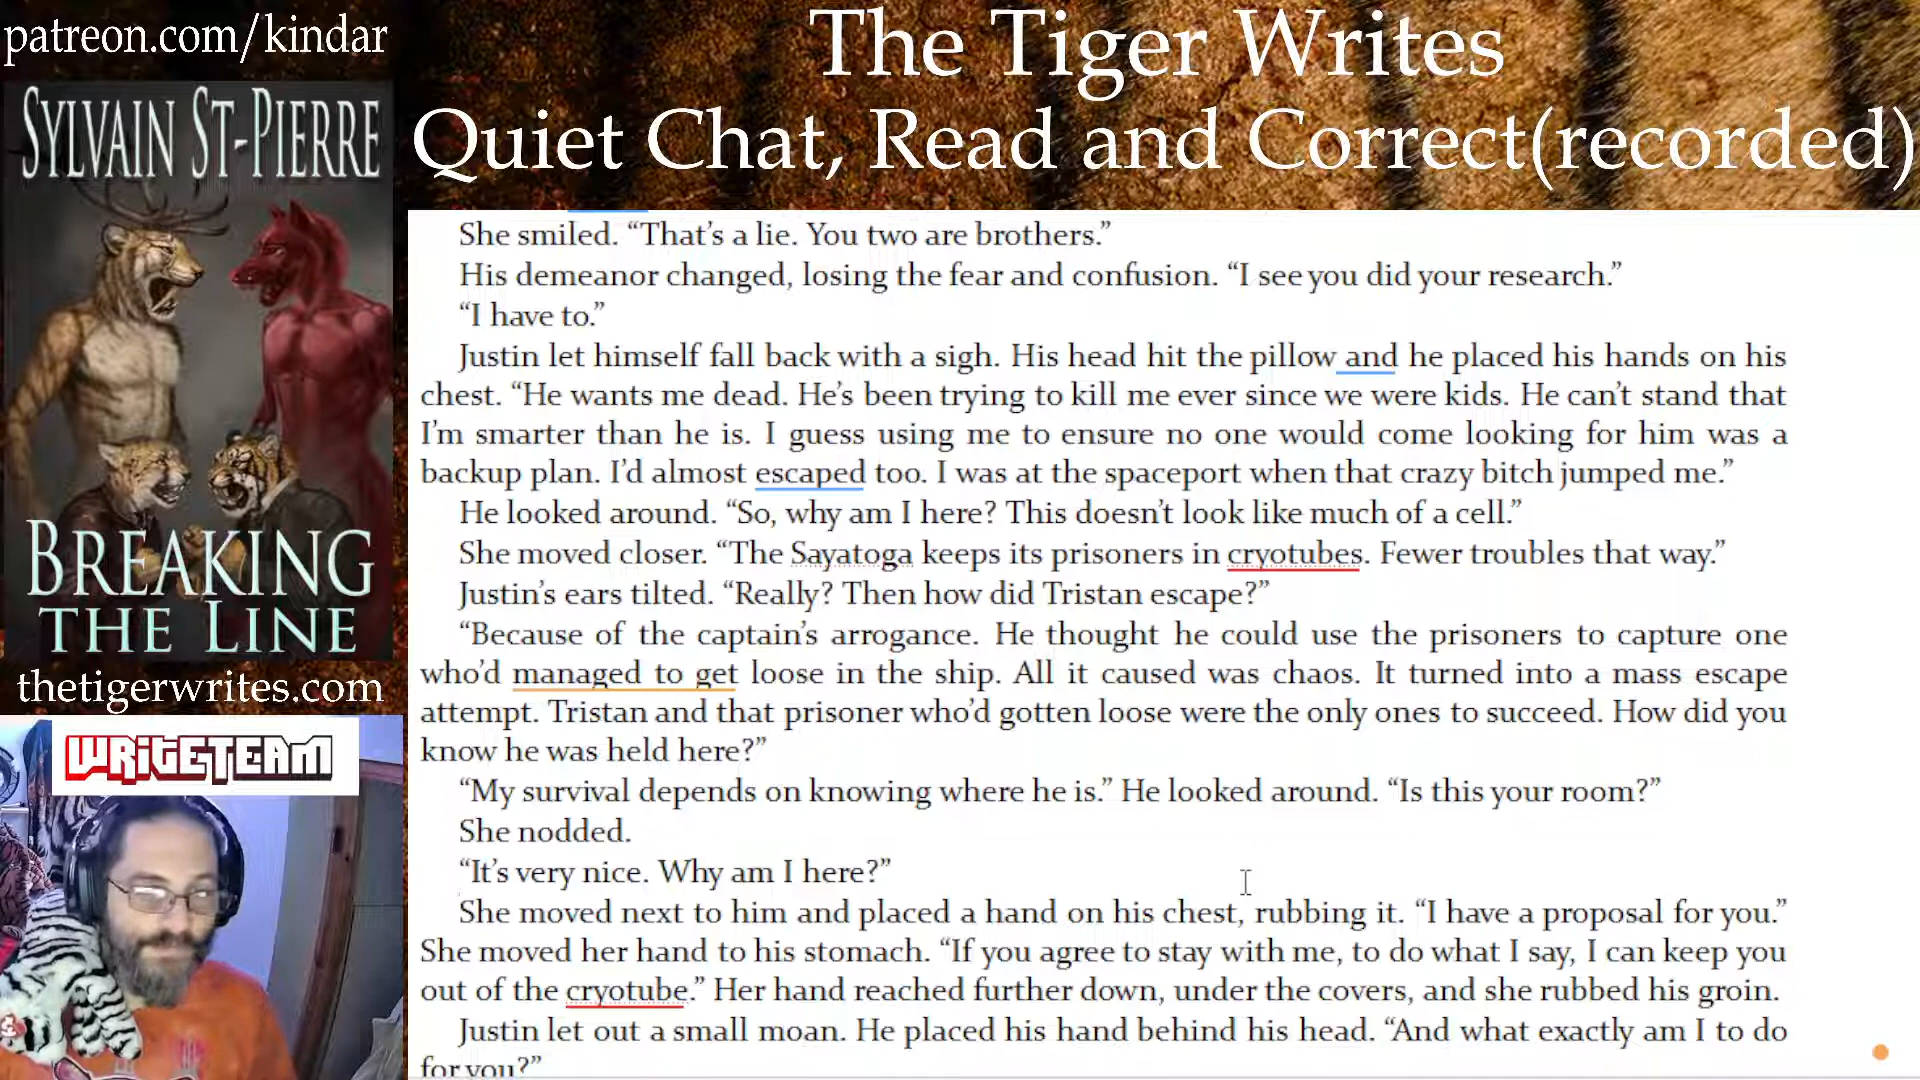 patreon.com/kindar
SYLVAIN ST-PIERRE
BREAKING
THE LINE
thetigerwrites.com
WRITETEAM
The Tiger Writes
Quiet Chat, Read and Correct(recorded)
She smiled. “That’s a lie. You two are brothers.”
His demeanor changed, losing the fear and confusion. “I see you did your research.”
“I have to.”
Justin let himself fall back with a sigh. His head hit the pillow and he placed his hands on his
chest. “He wants me dead. He’s been trying to kill me ever since we were kids. He can’t stand that
I’m smarter than he is. I guess using me to ensure no one would come looking for him was a
backup plan. I’d almost escaped too. I was at the spaceport when that crazy bitch jumped me.”
He looked around. “So, why am I here? This doesn’t look like much of a cell.”
She moved closer. “The Sayatoga keeps its prisoners in cryotubes. Fewer troubles that way.”
Justin’s ears tilted. “Really? Then how did Tristan escape?”
“Because of the captain’s arrogance. He thought he could use the prisoners to capture one
who’d managed to get loose in the ship. All it caused was chaos. It turned into a mass escape
attempt. Tristan and that prisoner who’d gotten loose were the only ones to succeed. How did you
know he was held here?”
“My survival depends on knowing where he is.” He looked around. “Is this your room?”
She nodded.
“It’s very nice. Why am I here?”
She moved next to him and placed a hand on his chest, rubbing it. “I have a proposal for you.”
She moved her hand to his stomach. “If you agree to stay with me, to do what I say, I can keep you
out of the cryotube.” Her hand reached further down, under the covers, and she rubbed his groin.
Justin let out a small moan. He placed his hand behind his head. “And what exactly am I to do
for you?”